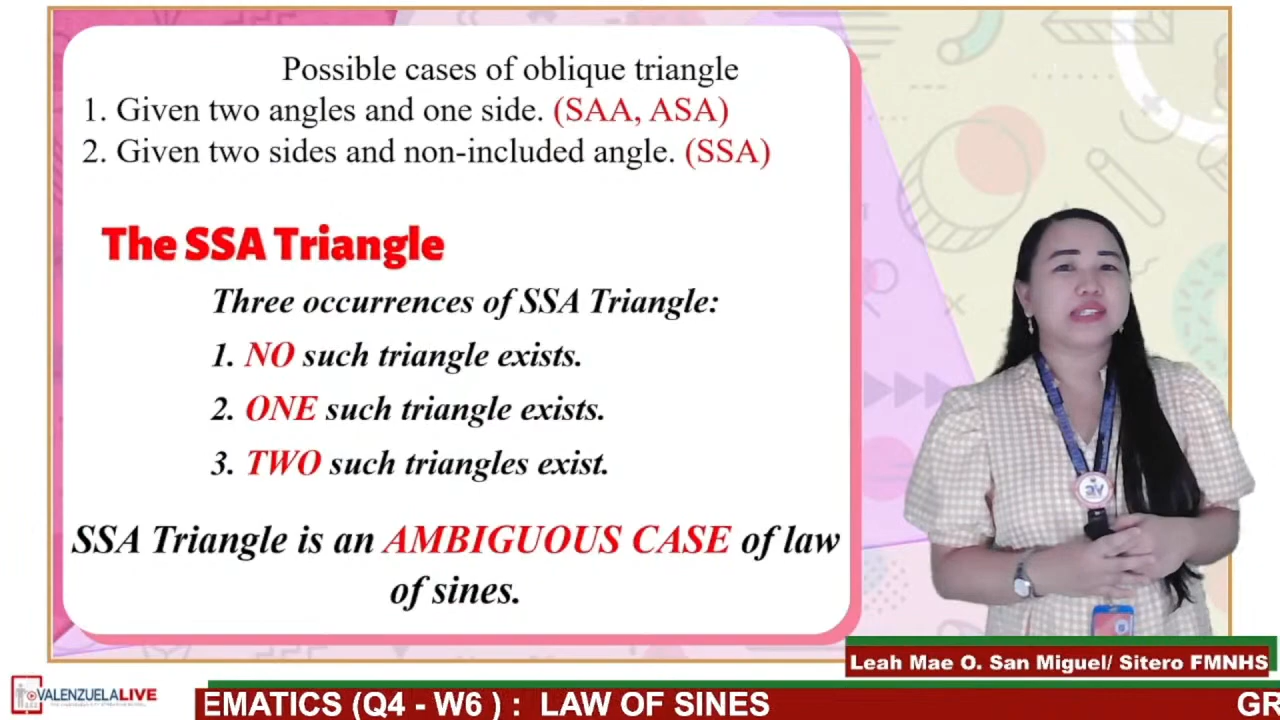 Possible cases of oblique triangle
1. Given two angles and one side. (SAA, ASA)
2. Given two sides and non-included angle. (SSA)
The SSA Triangle
Three occurrences of SSA Triangle:
1. NO such triangle exists.
2. ONE such triangle exists.
3. TWO such triangles exist.
SSA Triangle is an AMBIGUOUS CASE of law
of sines.
Leah Mae O. San Miguel/ Sitero FMNHS
VALENZUELALIVE
EMATICS (Q4 - W6 ) : LAW OF SINES GR